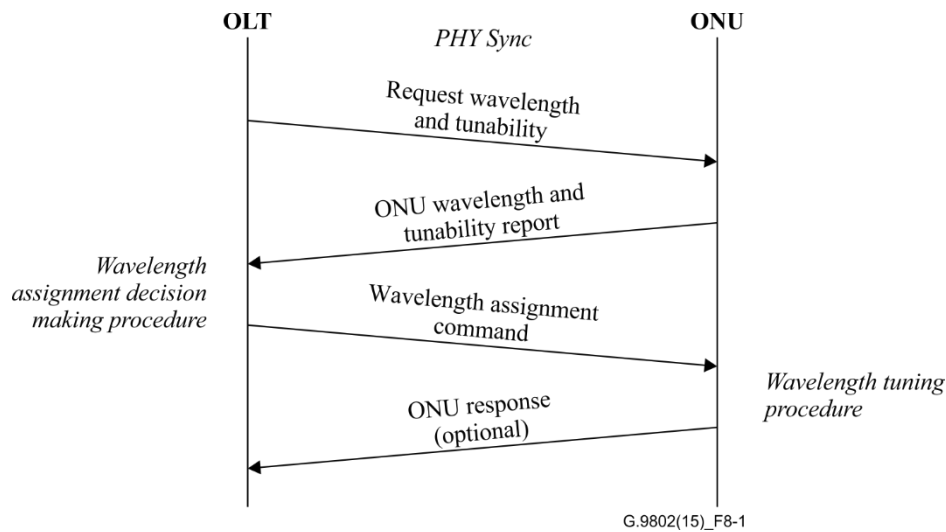 OLT
ONU
PHY Sync
Request wavelength
and tunability
ONU wavelength and
tunability report
Wavelength
assignment decision
making procedure
Wavelength assignment
command
Wavelength tuning
procedure
ONU response
(optional)
G.9802(15)_F8-1